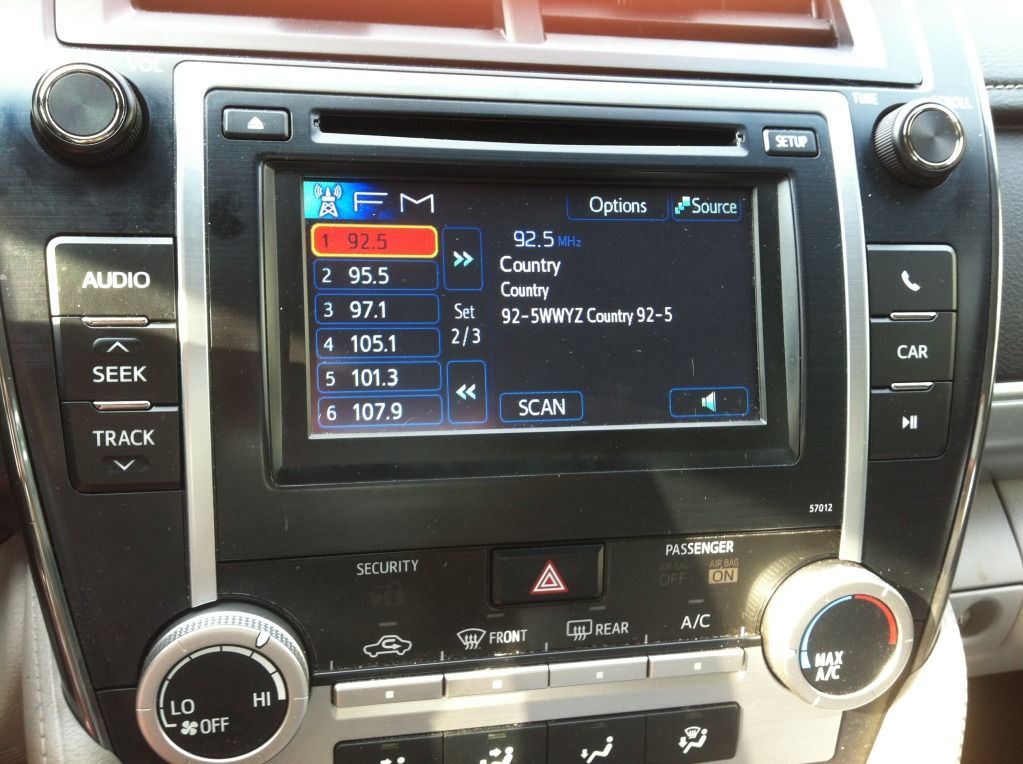 VOL
TUNE
SCROLL
SETUP
FM
Options
Source
1 92.5
92.5 MHz
2 95.5
Country
3 97.1
Set
Country
4 105.1
2/3
92-5WWYZ Country 92-5
5 101.3
6 107.9
SCAN
AUDIO
SEEK
TRACK
CAR
57012
SECURITY
PASSENGER
AIR BAG
OFF
AIR BAG
ON
FRONT
REAR
A/C
LO
HI
OFF
MAX
A/C